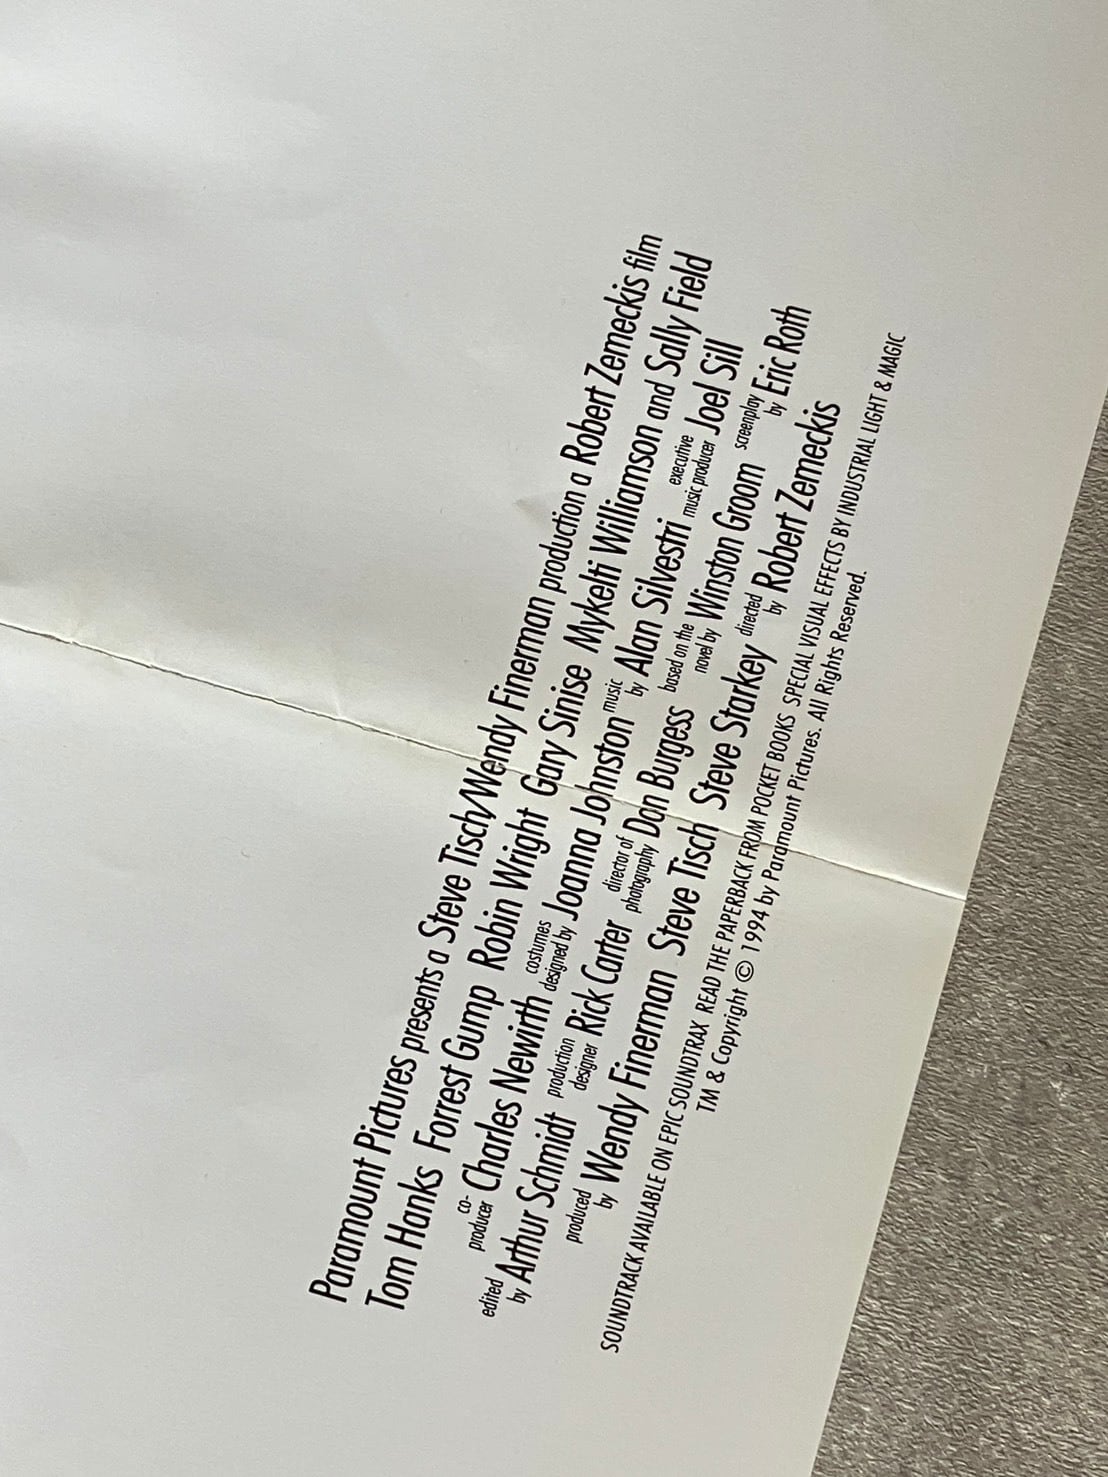 Paramount Pictures presents a Steve Tisch/Wendy Finerman production a Robert Zemeckis film
Tom Hanks Forrest Gump Robin Wright Gary Sinise Mykelti Williamson and Sally Field
co-producer Charles Newirth costumes designed by Joanna Johnston music by Alan Silvestri executive music producer Joel Sill
edited by Arthur Schmidt production designer Rick Carter director of photography Don Burgess based on the novel by Winston Groom screenplay by Eric Roth
produced by Wendy Finerman Steve Tisch Steve Starkey directed by Robert Zemeckis
SOUNDTRACK AVAILABLE ON EPIC SOUNDTRAX READ THE PAPERBACK FROM POCKET BOOKS SPECIAL VISUAL EFFECTS BY INDUSTRIAL LIGHT & MAGIC
TM & Copyright © 1994 by Paramount Pictures. All Rights Reserved.